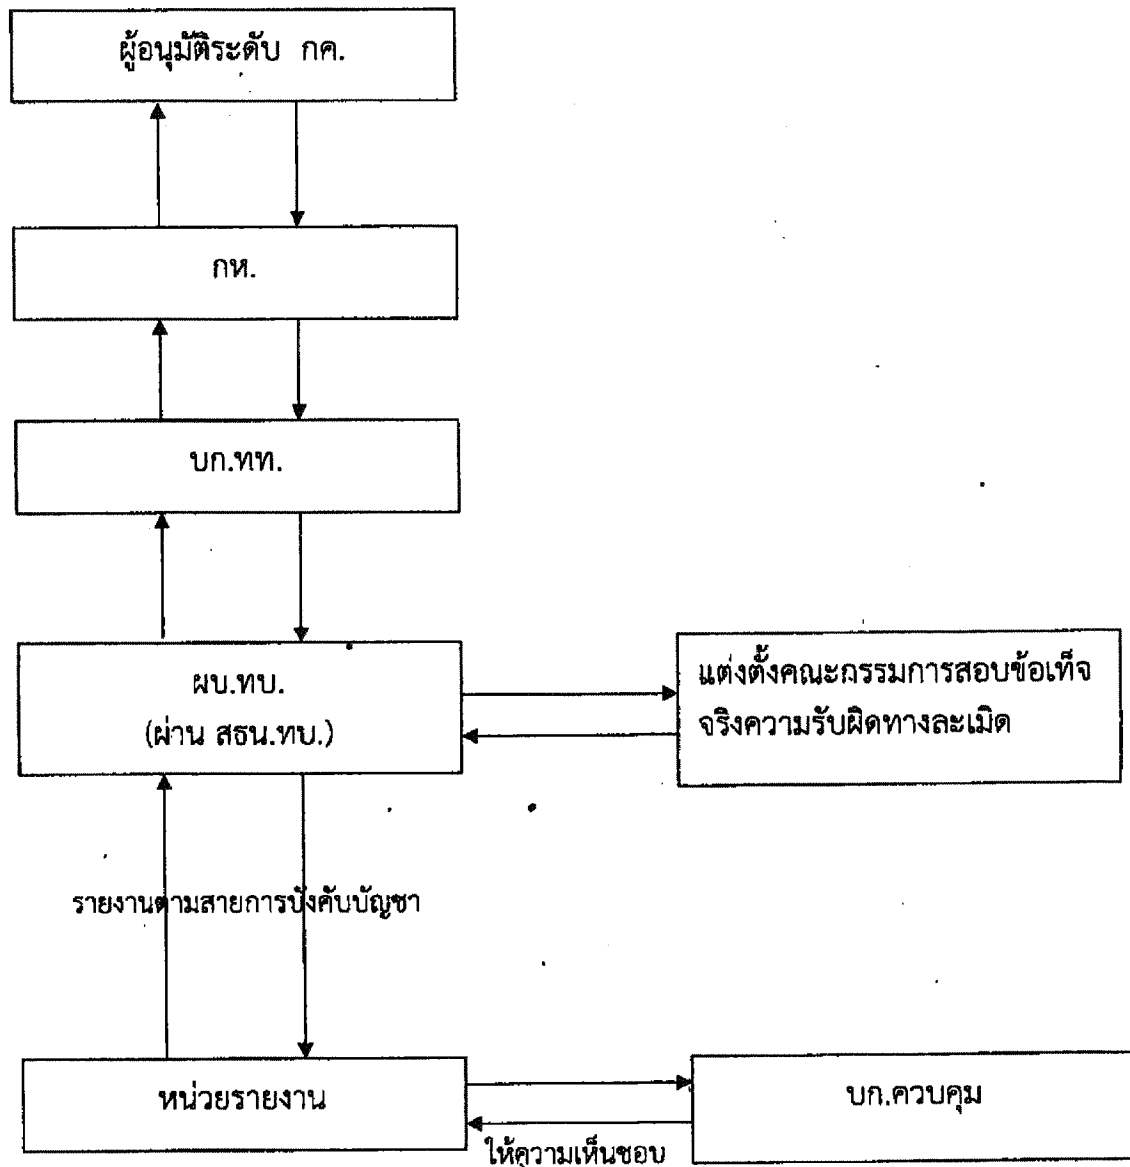 ผู้อนุมัติระดับ กค.
กห.
บก.ทท.
ผบ.ทบ.
(ผ่าน สธน.ทบ.)
แต่งตั้งคณะกรรมการสอบข้อเท็จ
จริงความรับผิดทางละเมิด
รายงานตามสายการบังคับบัญชา
หน่วยรายงาน
บก.ควบคุม
ให้ความเห็นชอบ